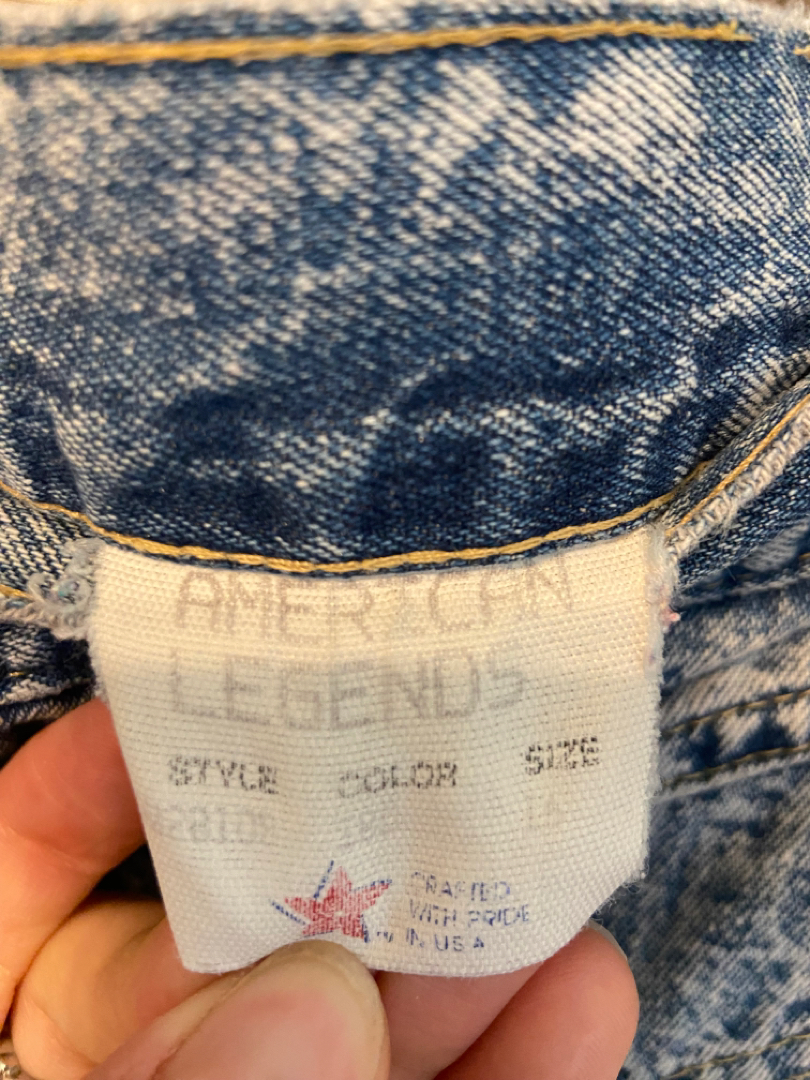 AMERICAN
LEGENDS
STYLE COLOR SIZE
CRAFTED
WITH PRIDE
IN USA